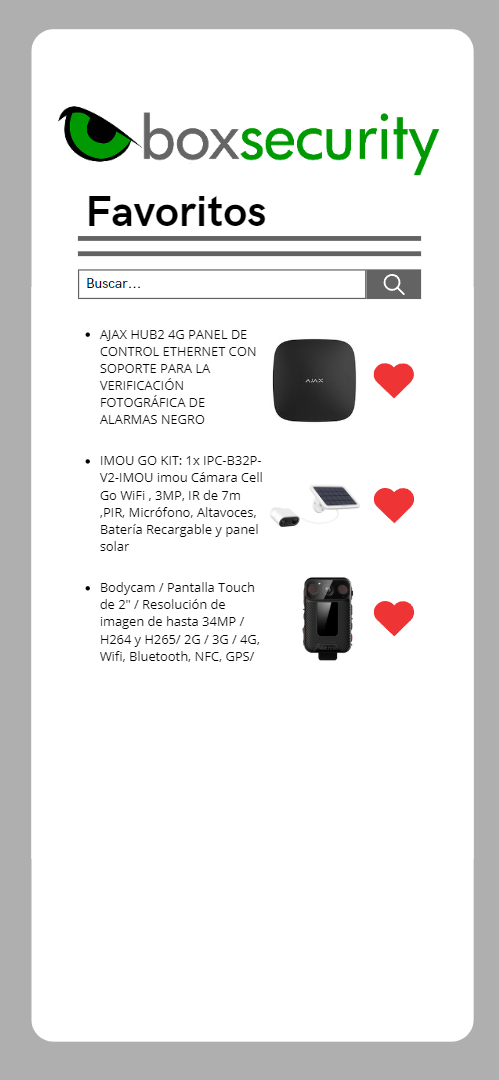 boxsecurity
Favoritos
Buscar...
AJAX HUB2 4G PANEL DE
CONTROL ETHERNET CON
SOPORTE PARA LA
VERIFICACIÓN
FOTOGRÁFICA DE
ALARMAS NEGRO
AJAX
IMOU GO KIT: 1x IPC-B32P-
V2-IMOU imou Cámara Cell
Go WiFi , 3MP, IR de 7m
,PIR, Micrófono, Altavoces,
Batería Recargable y panel
solar
Bodycam / Pantalla Touch
de 2" / Resolución de
imagen de hasta 34MP /
H264 y H265/ 2G / 3G / 4G,
Wifi, Bluetooth, NFC, GPS/